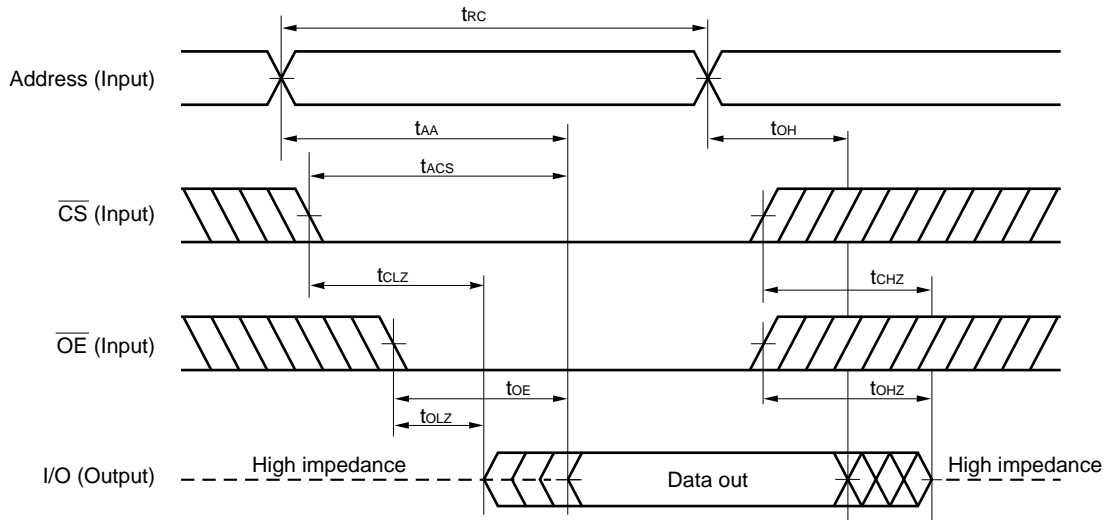 tRC
Address (Input)
tAA
tOH
tACS
CS (Input)
tCLZ
tCHZ
OE (Input)
tOE
tOHZ
tOLZ
I/O (Output)
High impedance
Data out
High impedance